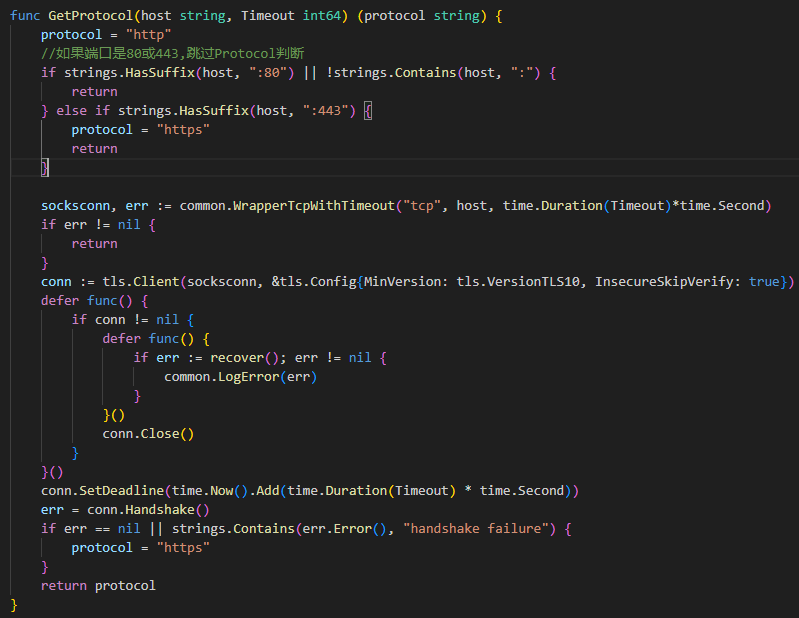 func GetProtocol(host string, Timeout int64) (protocol string) {
    protocol = "http"
    //如果端口是80或443,跳过Protocol判断
    if strings.HasSuffix(host, ":80") || !strings.Contains(host, ":") {
        return
    } else if strings.HasSuffix(host, ":443") {
        protocol = "https"
        return
    }
    socksconn, err := common.WrapperTcpWithTimeout("tcp", host, time.Duration(Timeout)*time.Second)
    if err != nil {
        return
    }
    conn := tls.Client(socksconn, &tls.Config{MinVersion: tls.VersionTLS10, InsecureSkipVerify: true})
    defer func() {
        if conn != nil {
            defer func() {
                if err := recover(); err != nil {
                    common.LogError(err)
                }
            }()
            conn.Close()
        }
    }()
    conn.SetDeadline(time.Now().Add(time.Duration(Timeout) * time.Second))
    err = conn.Handshake()
    if err == nil || strings.Contains(err.Error(), "handshake failure") {
        protocol = "https"
    }
    return protocol
}